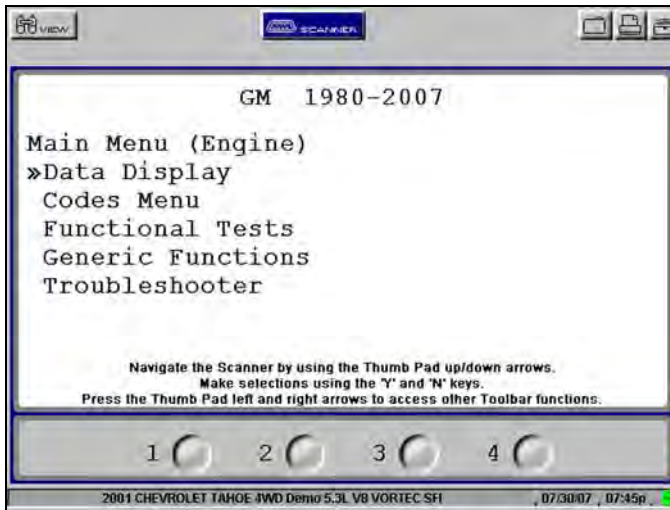 VIEW
SCANNER
GM 1980-2007
Main Menu (Engine)
»Data Display
Codes Menu
Functional Tests
Generic Functions
Troubleshooter
Navigate the Scanner by using the Thumb Pad up/down arrows.
Make selections using the 'Y' and 'N' keys.
Press the Thumb Pad left and right arrows to access other Toolbar functions.
1 2 3 4
2001 CHEVROLET TAHOE 4WD Demo 5.3L V8 VORTEC SFI , 07/30/07 , 07:45p ,